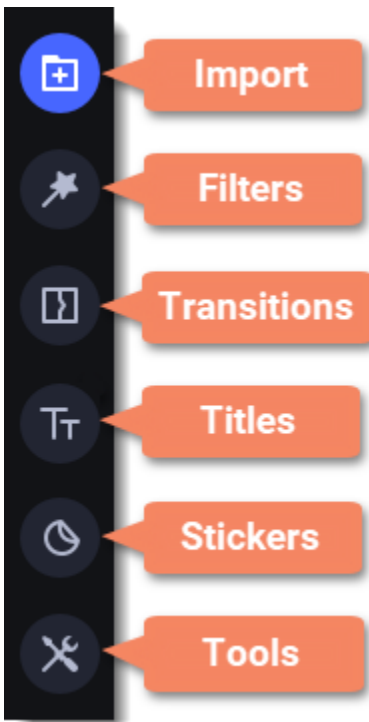 Import
Filters
Transitions
Titles
Stickers
Tools